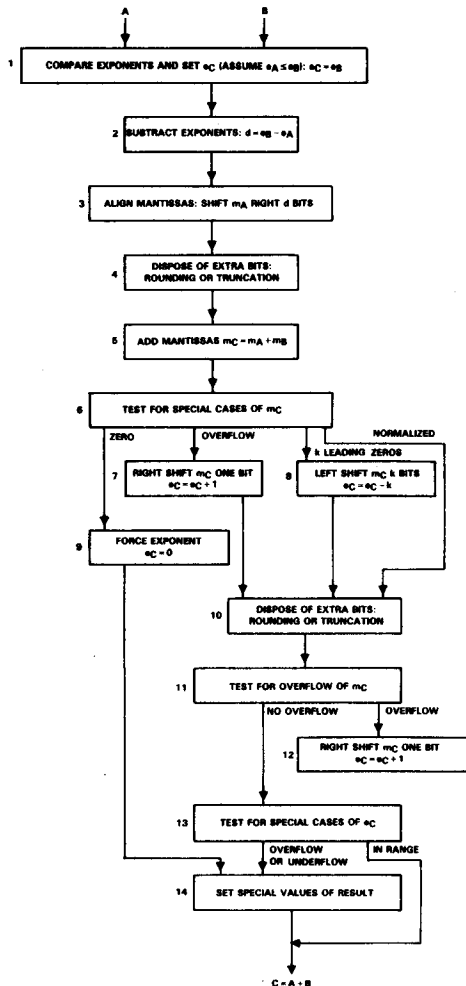 A B
1 COMPARE EXPONENTS AND SET eC (ASSUME eA ≤ eB): eC = eB
2 SUBTRACT EXPONENTS: d = eB − eA
3 ALIGN MANTISSAS: SHIFT mA RIGHT d BITS
4 DISPOSE OF EXTRA BITS:
ROUNDING OR TRUNCATION
5 ADD MANTISSAS mC = mA + mB
6 TEST FOR SPECIAL CASES OF mC
ZERO OVERFLOW NORMALIZED
k LEADING ZEROS
7 RIGHT SHIFT mC ONE BIT
eC = eC + 1
8 LEFT SHIFT mC k BITS
eC = eC − k
9 FORCE EXPONENT
eC = 0
10 DISPOSE OF EXTRA BITS:
ROUNDING OR TRUNCATION
11 TEST FOR OVERFLOW OF mC
NO OVERFLOW OVERFLOW
12 RIGHT SHIFT mC ONE BIT
eC = eC + 1
13 TEST FOR SPECIAL CASES OF eC
OVERFLOW
OR UNDERFLOW
IN RANGE
14 SET SPECIAL VALUES OF RESULT
C = A + B